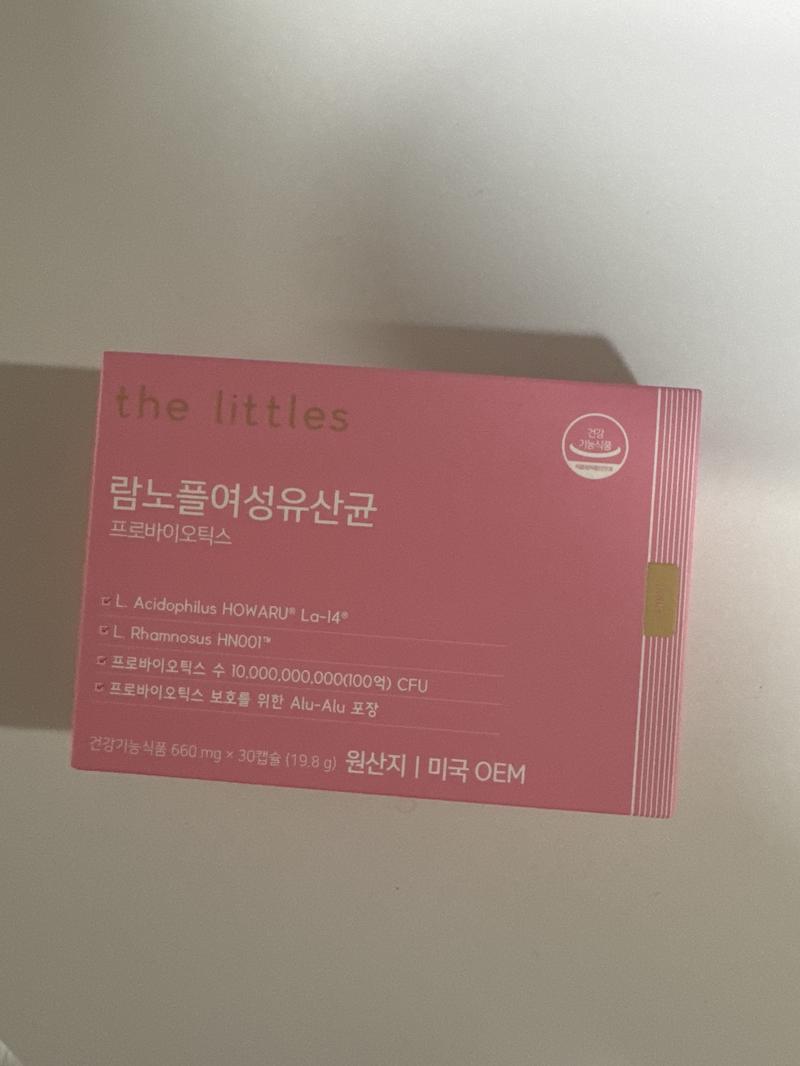 the littles
건강
기능식품
람노플여성유산균
프로바이오틱스
L. Acidophilus HOWARU® La-14®
L. Rhamnosus HN001™
프로바이오틱스 수 10,000,000,000(100억) CFU
프로바이오틱스 보호를 위한 Alu-Alu 포장
건강기능식품 660 mg × 30캡슐 (19.8 g) 원산지 | 미국 OEM